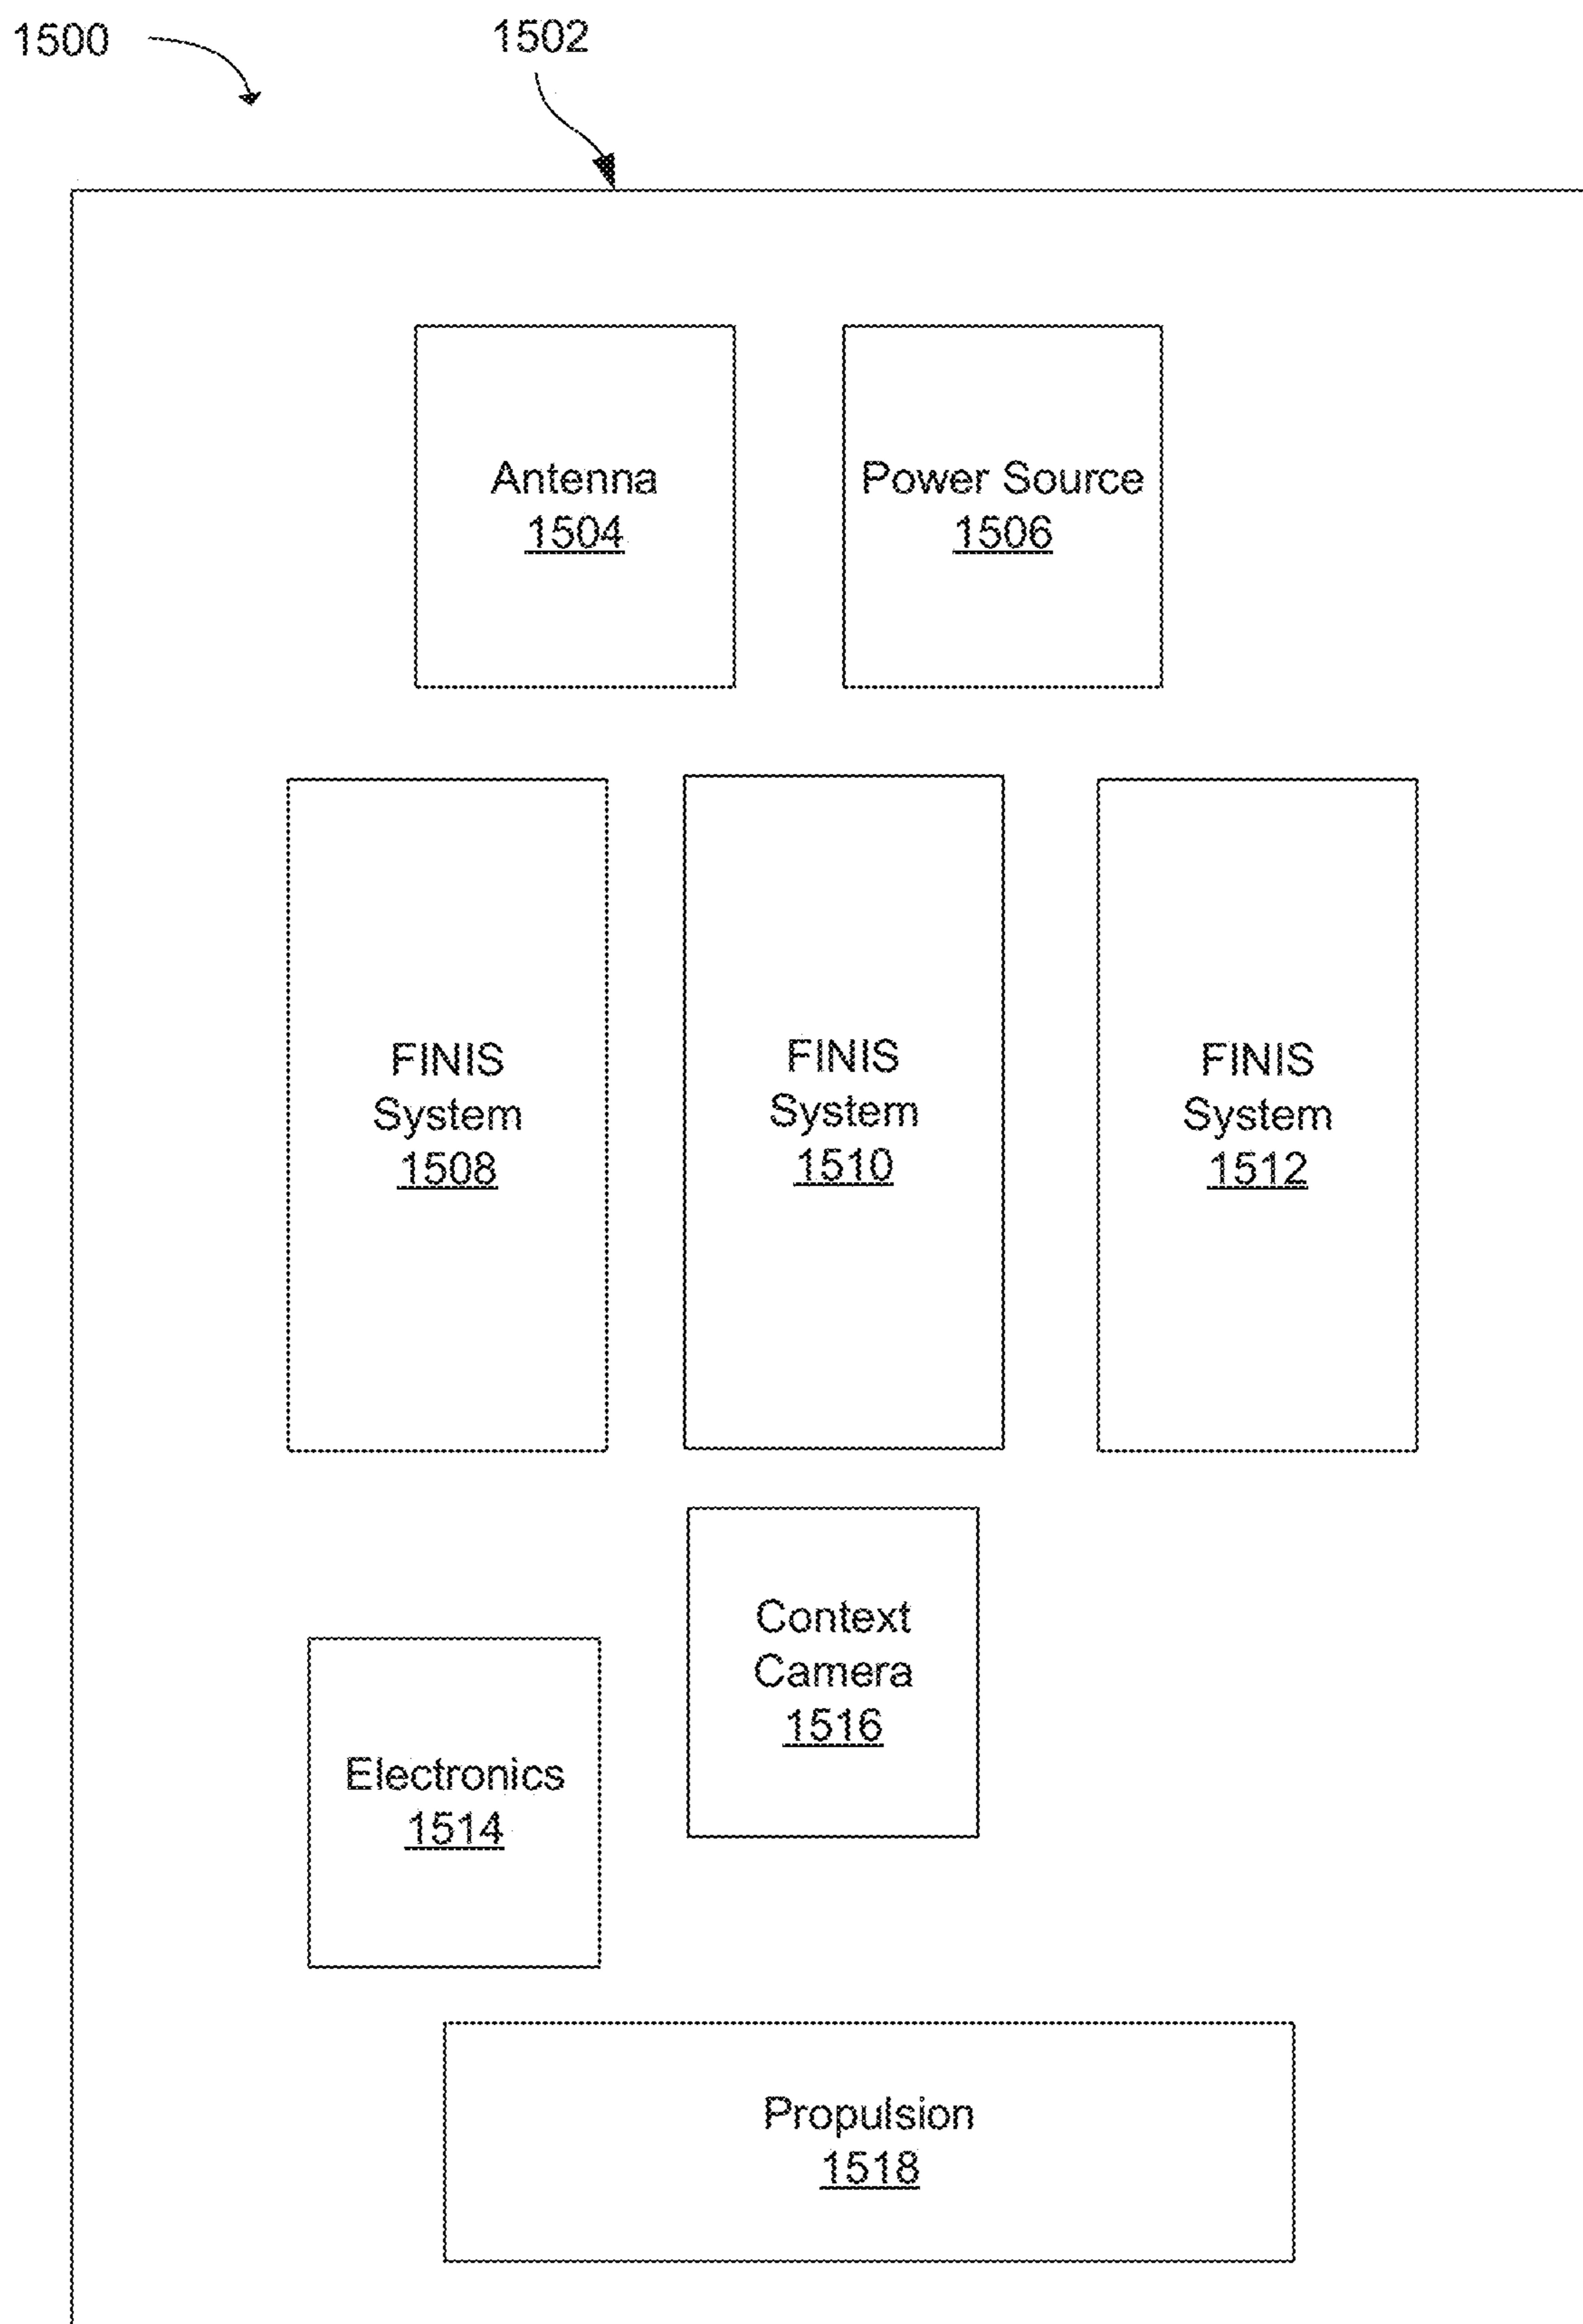 1500
1502
Antenna
1504
Power Source
1506
FINIS
System
1508
FINIS
System
1510
FINIS
System
1512
Context
Camera
1516
Electronics
1514
Propulsion
1518